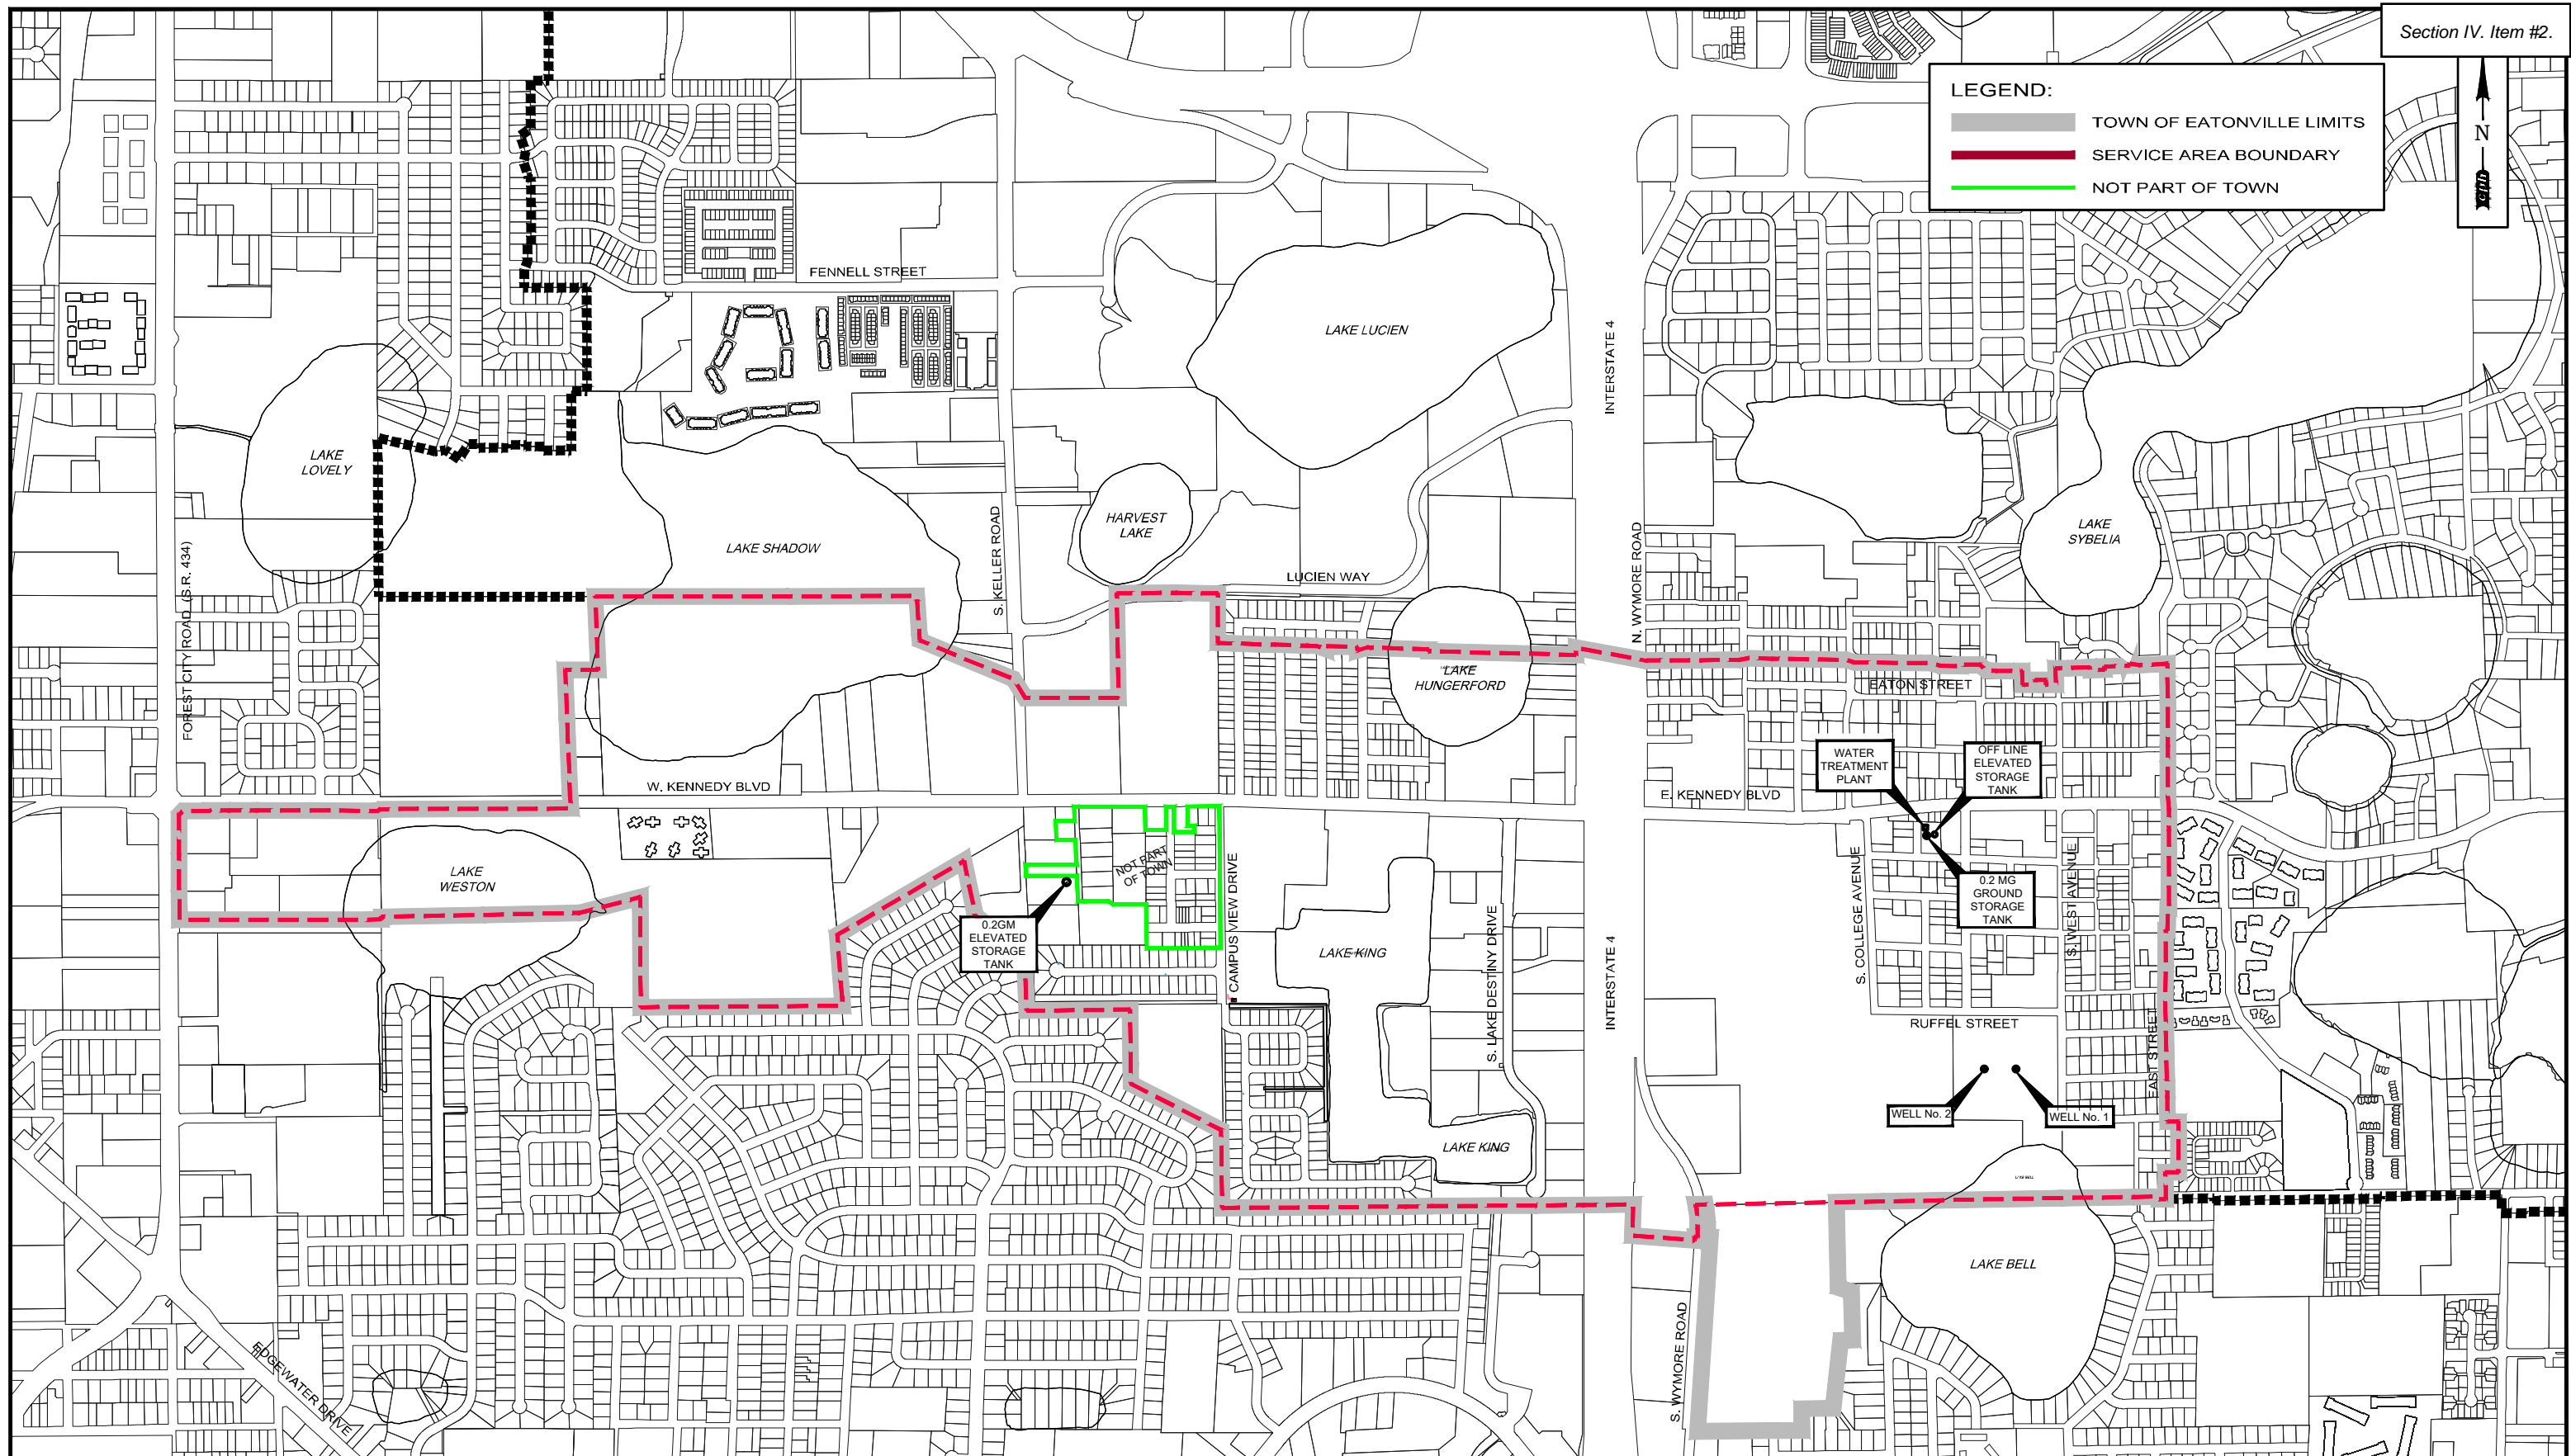 Section IV. Item #2.
LEGEND:
TOWN OF EATONVILLE LIMITS
SERVICE AREA BOUNDARY
NOT PART OF TOWN
N
FENNELL STREET
LAKE LUCIEN
INTERSTATE 4
LAKE
LOVELY
HARVEST
LAKE
LAKE SHADOW
S. KELLER ROAD
LAKE
SYBELIA
FOREST CITY ROAD (S.R. 434)
LUCIEN WAY
N. WYMORE ROAD
LAKE
HUNGERFORD
EATON STREET
WATER
TREATMENT
PLANT
OFF LINE
ELEVATED
STORAGE
TANK
W. KENNEDY BLVD
E. KENNEDY BLVD
NOT PART
OF TOWN
LAKE
WESTON
CAMPUS VIEW DRIVE
S. COLLEGE AVENUE
0.2 MG
GROUND
STORAGE
TANK
S. WEST AVENUE
0.2GM
ELEVATED
STORAGE
TANK
LAKE KING
S. LAKE DESTINY DRIVE
INTERSTATE 4
RUFFEL STREET
EAST STREET
WELL No. 2
WELL No. 1
LAKE KING
LAKE BELL
LAKE BELL
S. WYMORE ROAD
EDGEWATER DRIVE